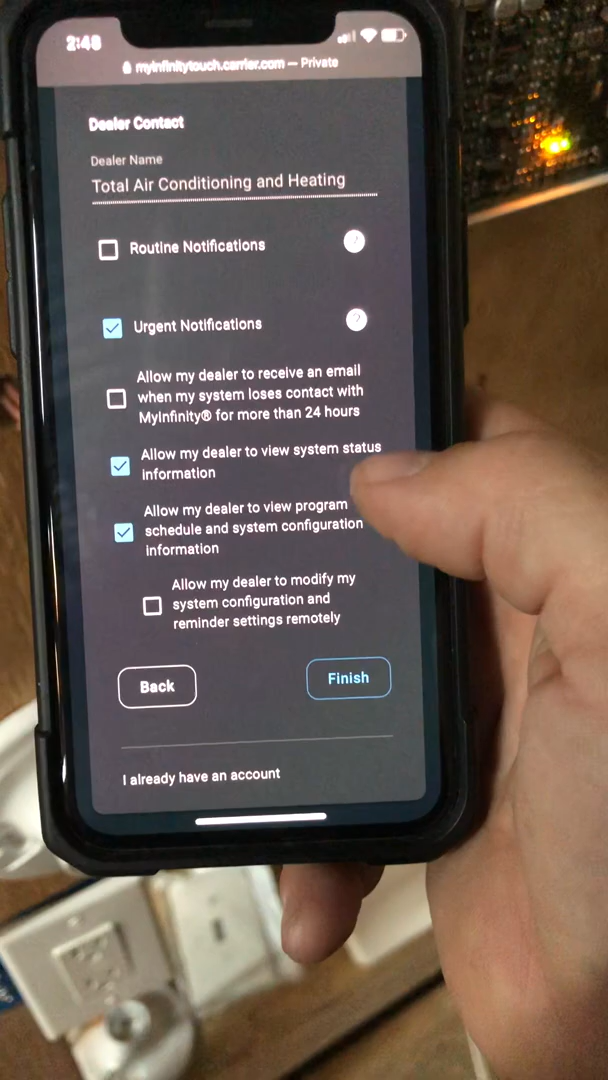 2:48
myinfinitytouch.carrier.com — Private
Dealer Contact
Dealer Name
Total Air Conditioning and Heating
Routine Notifications
?
Urgent Notifications
?
Allow my dealer to receive an email
when my system loses contact with
MyInfinity® for more than 24 hours
Allow my dealer to view system status
information
Allow my dealer to view program
schedule and system configuration
information
Allow my dealer to modify my
system configuration and
reminder settings remotely
Back
Finish
I already have an account